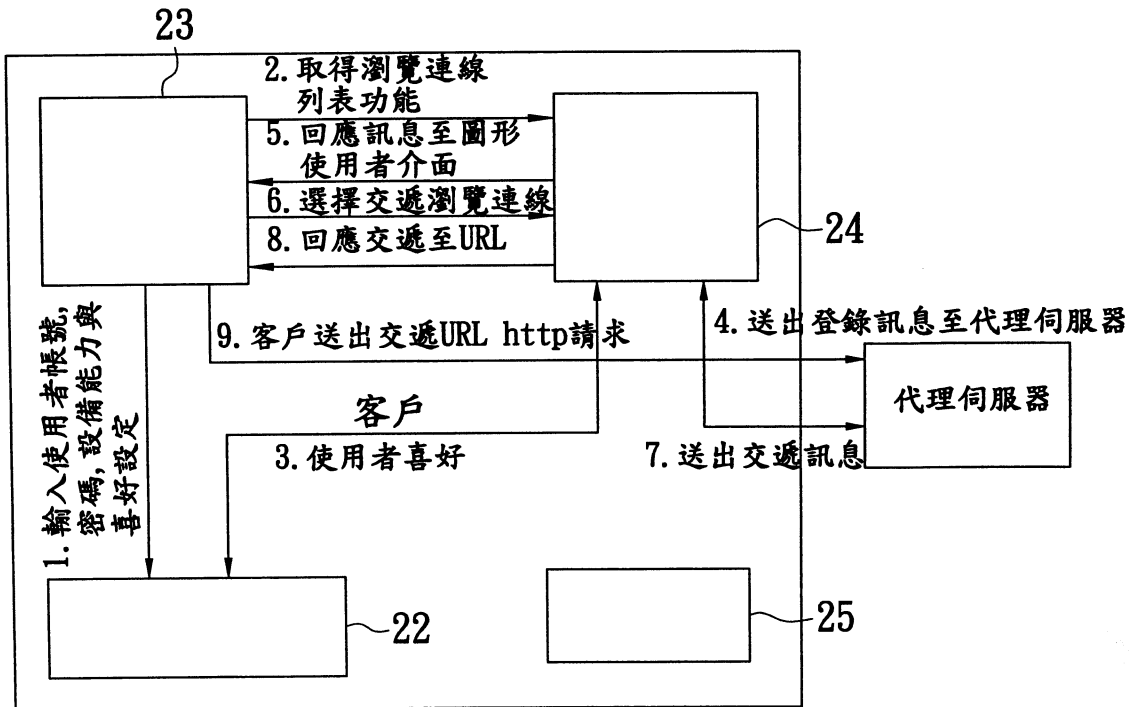 23
2.取得瀏覽連線
列表功能
5.回應訊息至圖形
使用者介面
6.選擇交遞瀏覽連線
8.回應交遞至URL
24
1.輸入使用者帳號,
密碼,設備能力與
喜好設定
9.客戶送出交遞URL http請求
4.送出登錄訊息至代理伺服器
代理伺服器
客戶
3.使用者喜好
7.送出交遞訊息
22
25